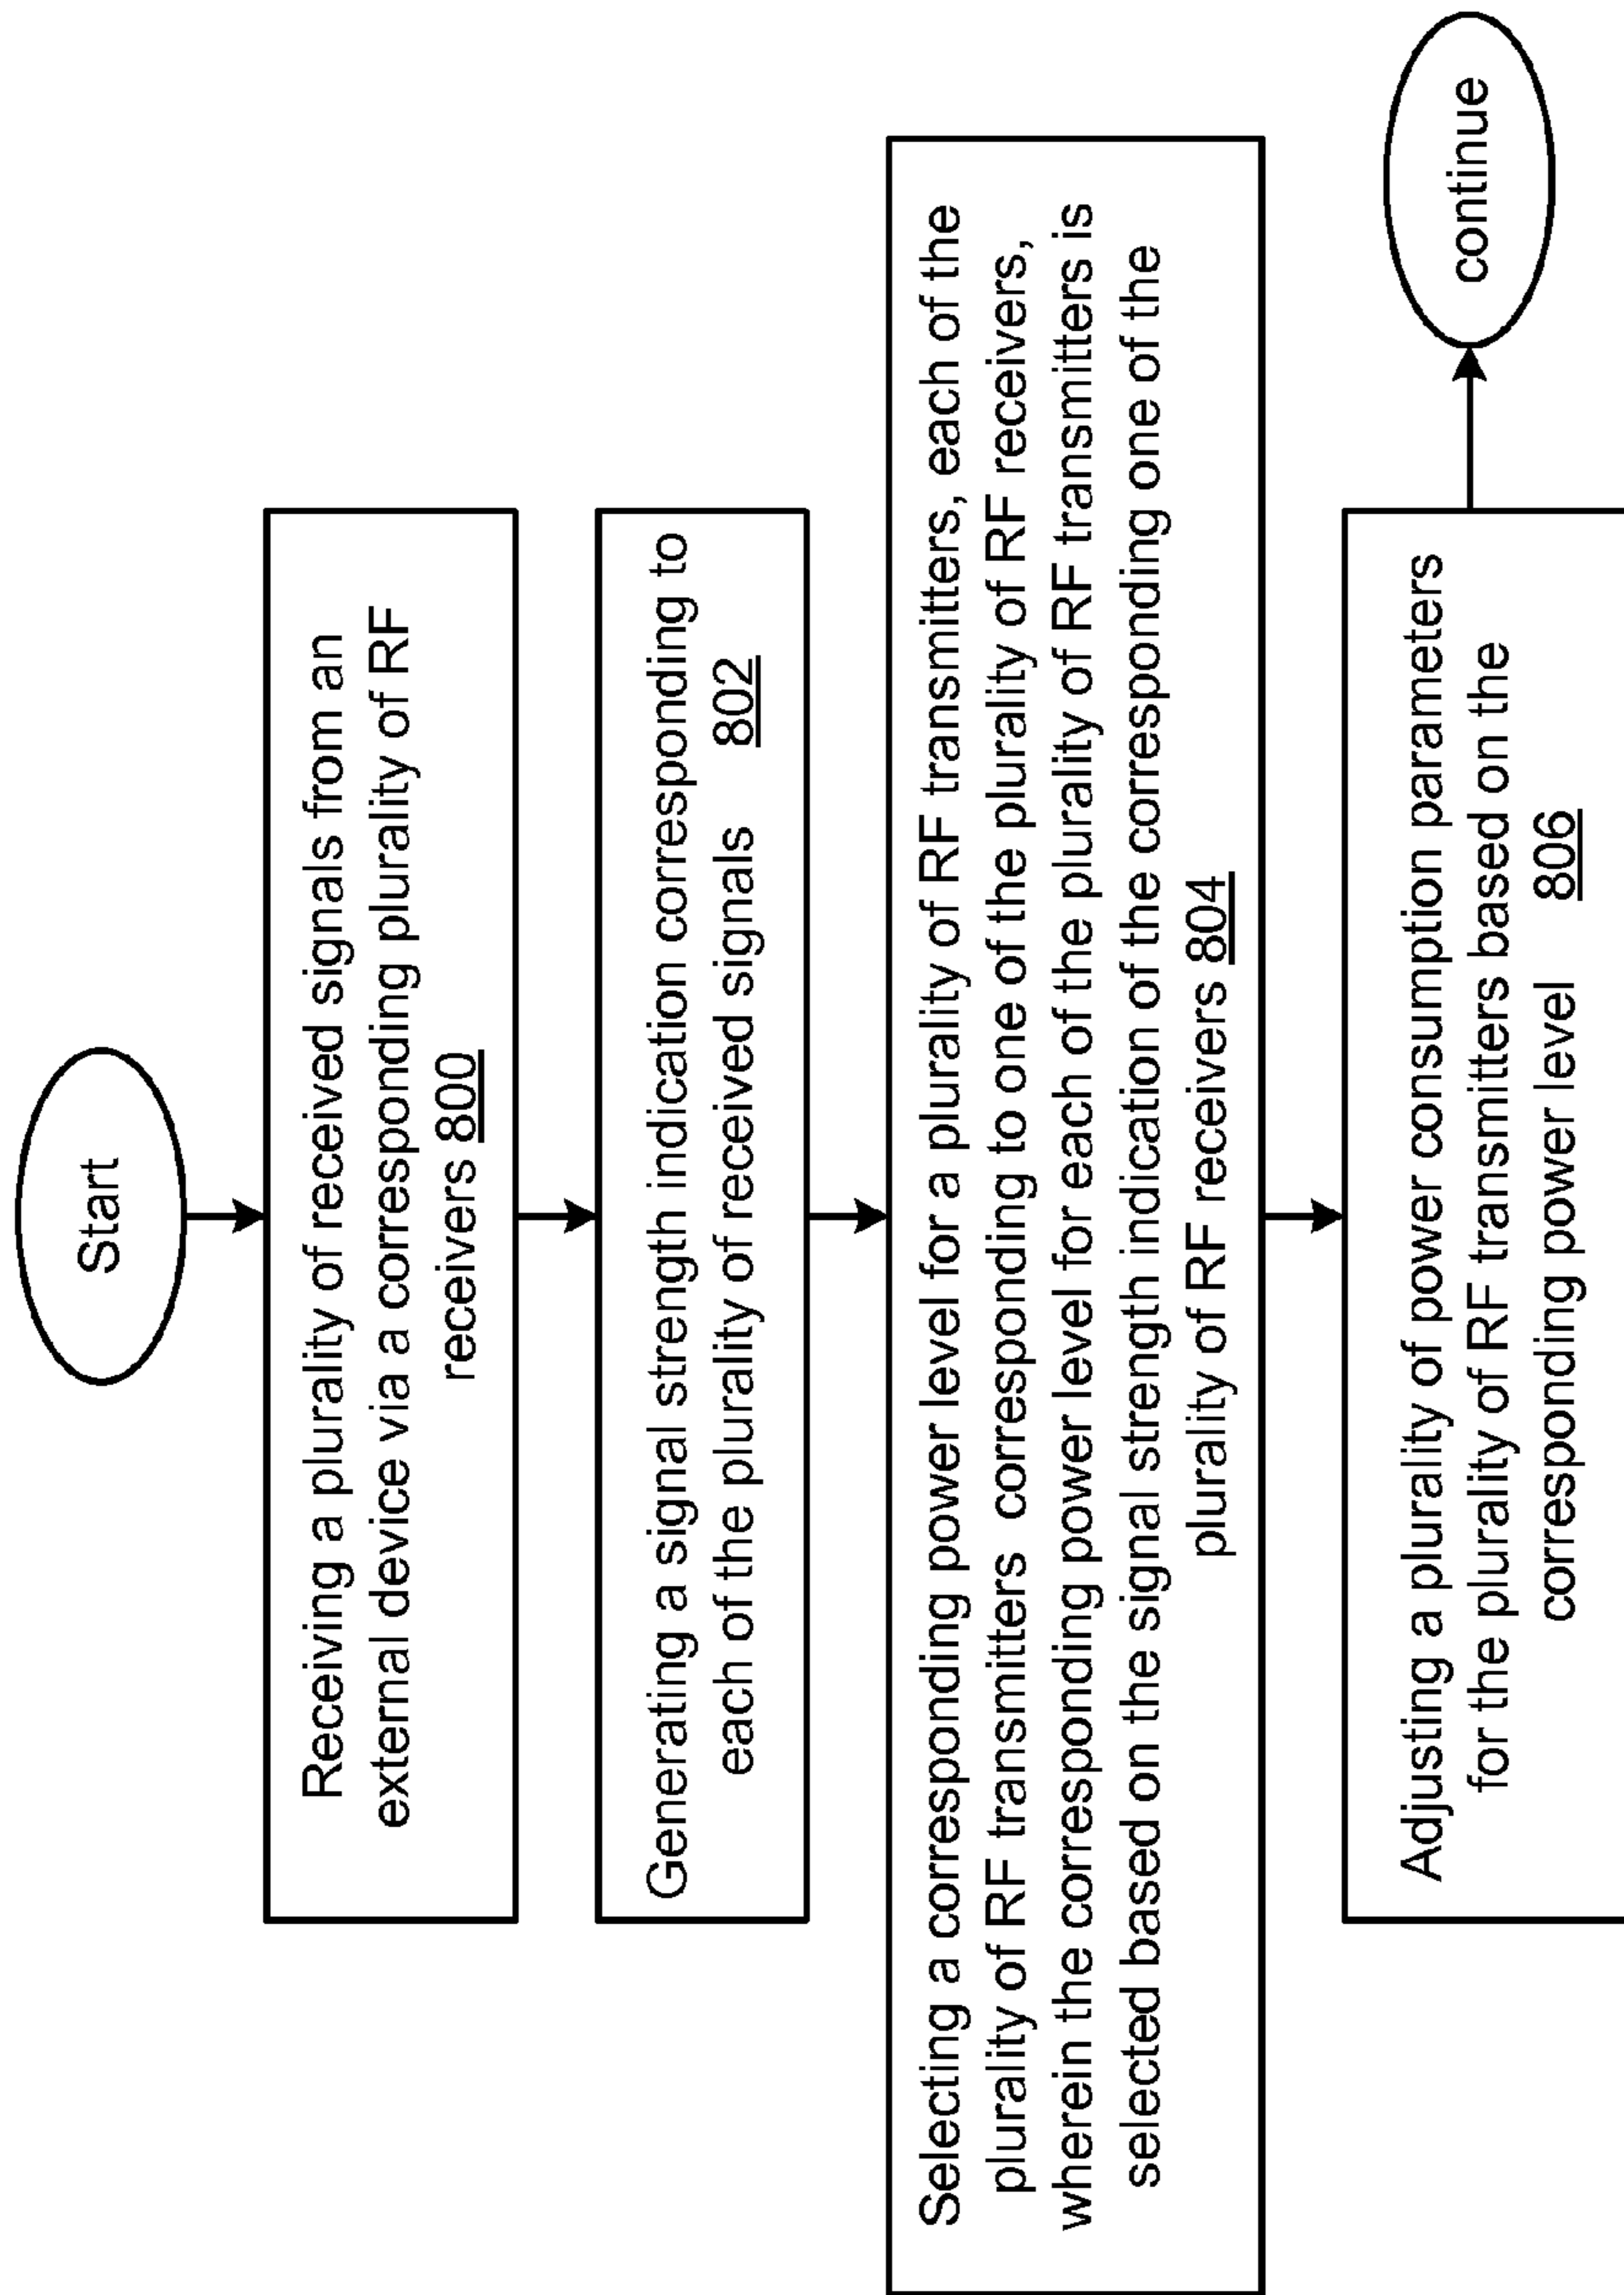 Start
Receiving a plurality of received signals from an
external device via a corresponding plurality of RF
receivers 800
Generating a signal strength indication corresponding to
each of the plurality of received signals 802
Selecting a corresponding power level for a plurality of RF transmitters, each of the
plurality of RF transmitters corresponding to one of the plurality of RF receivers,
wherein the corresponding power level for each of the plurality of RF transmitters is
selected based on the signal strength indication of the corresponding one of the
plurality of RF receivers 804
Adjusting a plurality of power consumption parameters
for the plurality of RF transmitters based on the
corresponding power level 806
continue